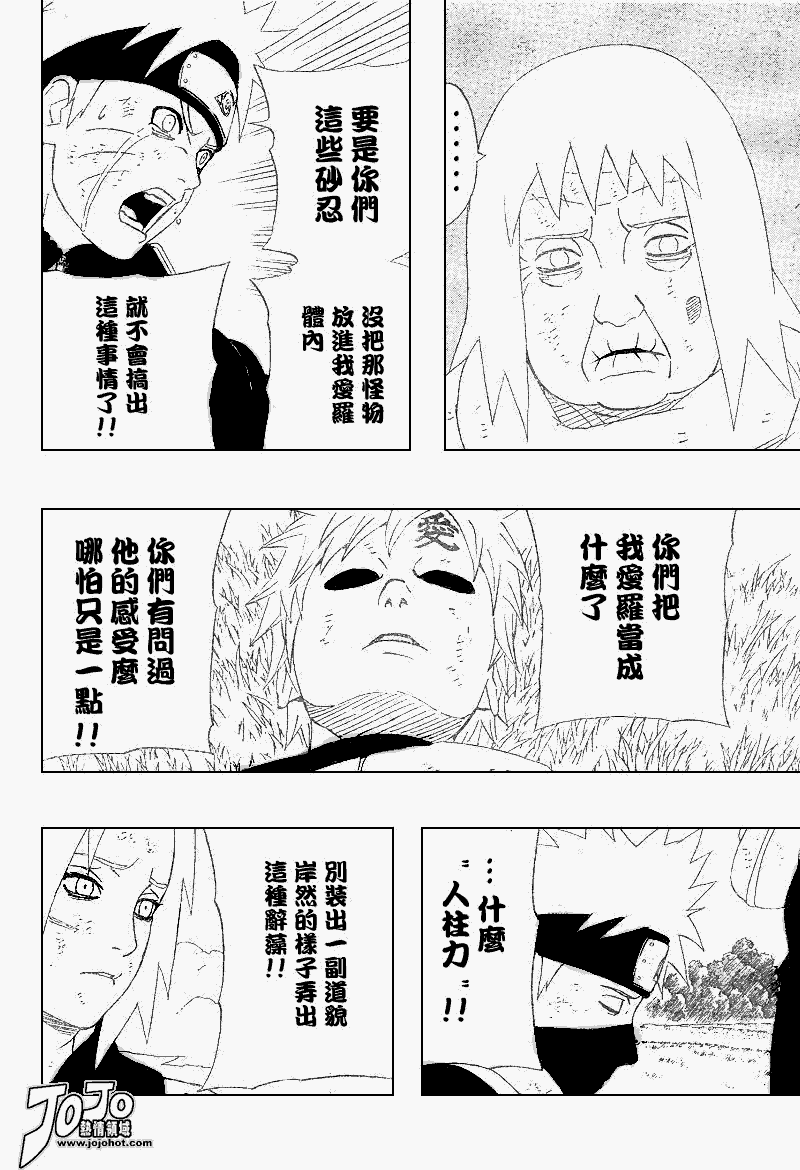 ……
要是你們
這些砂忍
沒把那怪物
放進我愛羅
體內
就不會搞出
這種事情了!!
愛
你們把
我愛羅當成
什麼了
你們有問過
他的感受麼
哪怕只是一點!!
…什麼
"人柱力"!!
別裝出一副道貌
岸然的樣子弄出
這種辭藻!!
JOJO
熱情領域
www.jojohot.com